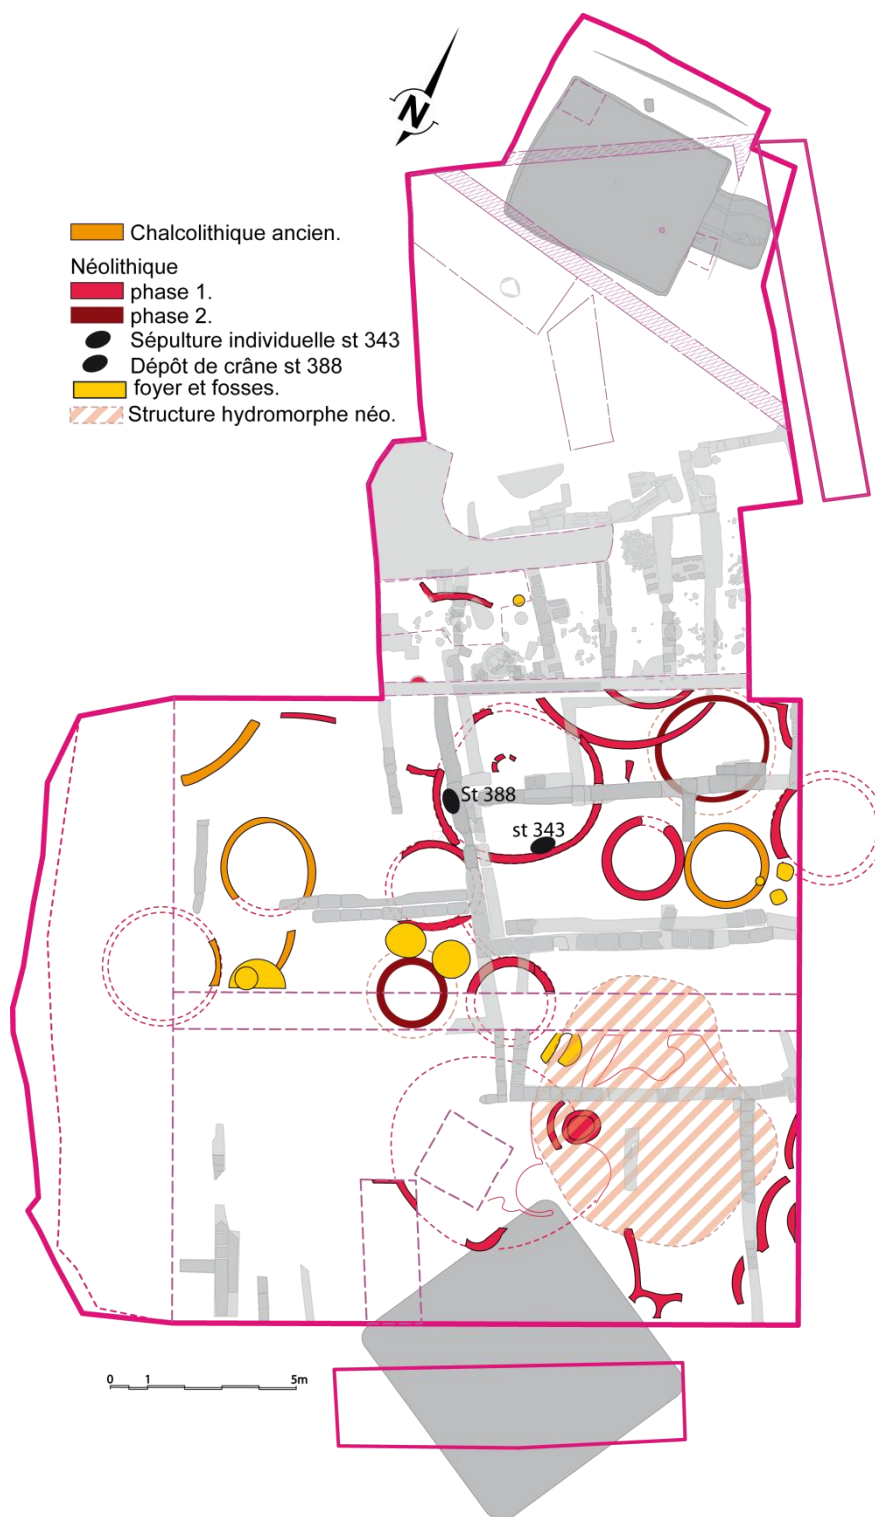 N
Chalcolithique ancien.
Néolithique
phase 1.
phase 2.
Sépulture individuelle st 343
Dépôt de crâne st 388
foyer et fosses.
Structure hydromorphe néo.
St 388
st 343
0 1 5m